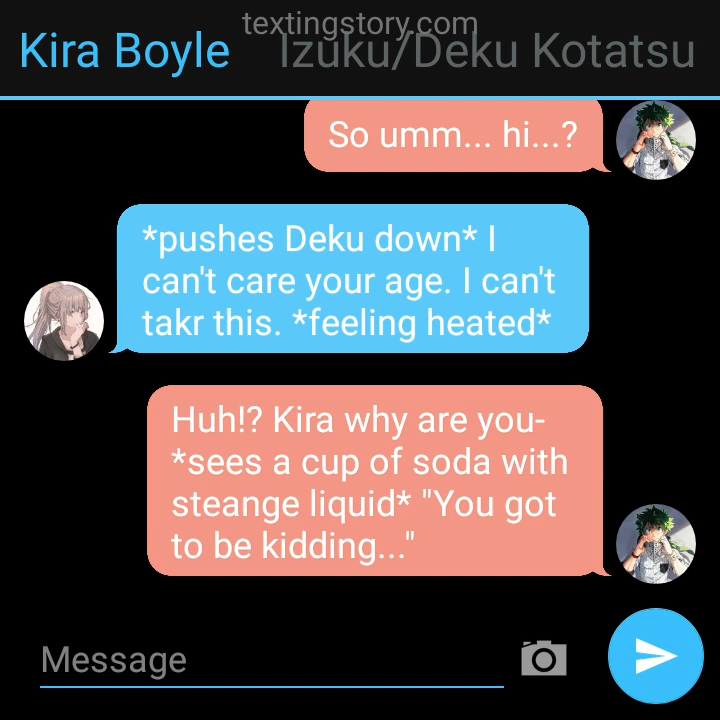 textingstory.com
Kira Boyle Izuku/Deku Kotatsu
So umm... hi...?
*pushes Deku down* I
can't care your age. I can't
takr this. *feeling heated*
Huh!? Kira why are you-
*sees a cup of soda with
steange liquid* "You got
to be kidding..."
Message